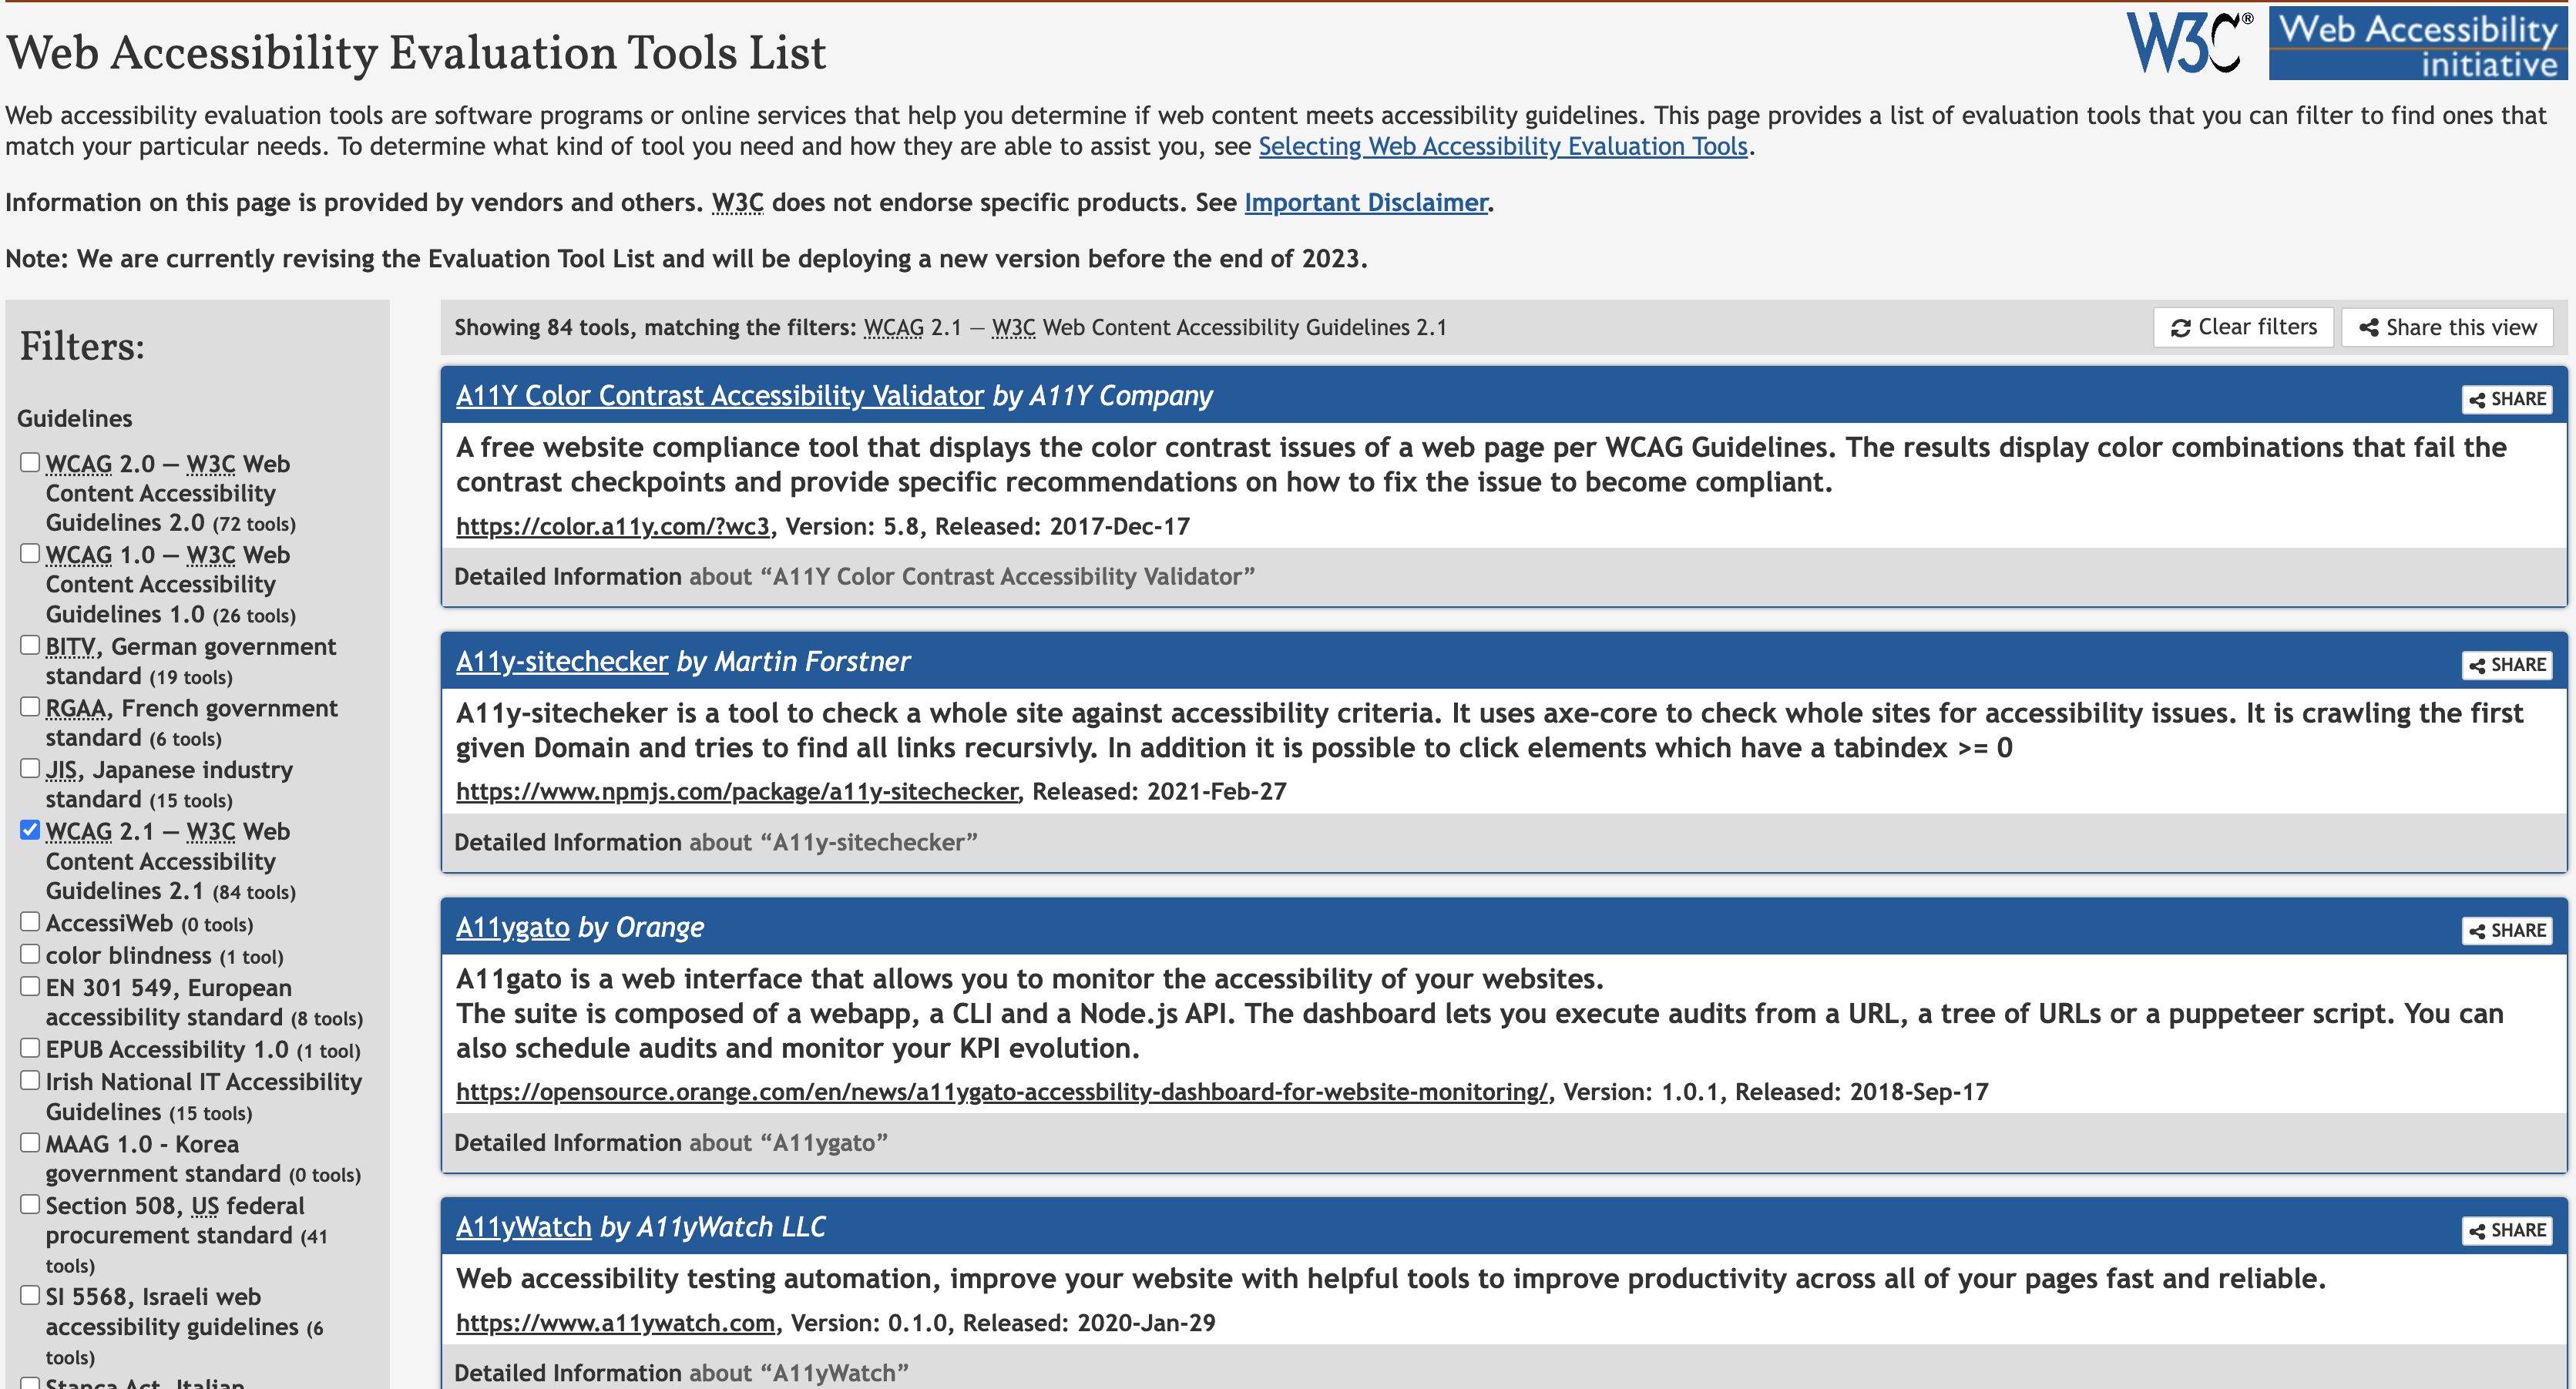 Web Accessibility Evaluation Tools List
W3C®
Web Accessibility
initiative
Web accessibility evaluation tools are software programs or online services that help you determine if web content meets accessibility guidelines. This page provides a list of evaluation tools that you can filter to find ones that
match your particular needs. To determine what kind of tool you need and how they are able to assist you, see Selecting Web Accessibility Evaluation Tools.
Information on this page is provided by vendors and others. W3C does not endorse specific products. See Important Disclaimer.
Note: We are currently revising the Evaluation Tool List and will be deploying a new version before the end of 2023.
Filters:
Guidelines
WCAG 2.0 — W3C Web
Content Accessibility
Guidelines 2.0 (72 tools)
WCAG 1.0 — W3C Web
Content Accessibility
Guidelines 1.0 (26 tools)
BITV, German government
standard (19 tools)
RGAA, French government
standard (6 tools)
JIS, Japanese industry
standard (15 tools)
WCAG 2.1 — W3C Web
Content Accessibility
Guidelines 2.1 (84 tools)
AccessiWeb (0 tools)
color blindness (1 tool)
EN 301 549, European
accessibility standard (8 tools)
EPUB Accessibility 1.0 (1 tool)
Irish National IT Accessibility
Guidelines (15 tools)
MAAG 1.0 - Korea
government standard (0 tools)
Section 508, US federal
procurement standard (41
tools)
SI 5568, Israeli web
accessibility guidelines (6
tools)
Stanca Act, Italian
Showing 84 tools, matching the filters: WCAG 2.1 — W3C Web Content Accessibility Guidelines 2.1
Clear filters
Share this view
A11Y Color Contrast Accessibility Validator by A11Y Company
SHARE
A free website compliance tool that displays the color contrast issues of a web page per WCAG Guidelines. The results display color combinations that fail the
contrast checkpoints and provide specific recommendations on how to fix the issue to become compliant.
https://color.a11y.com/?wc3, Version: 5.8, Released: 2017-Dec-17
Detailed Information about “A11Y Color Contrast Accessibility Validator”
A11y-sitechecker by Martin Forstner
SHARE
A11y-sitecheker is a tool to check a whole site against accessibility criteria. It uses axe-core to check whole sites for accessibility issues. It is crawling the first
given Domain and tries to find all links recursivly. In addition it is possible to click elements which have a tabindex >= 0
https://www.npmjs.com/package/a11y-sitechecker, Released: 2021-Feb-27
Detailed Information about “A11y-sitechecker”
A11ygato by Orange
SHARE
A11gato is a web interface that allows you to monitor the accessibility of your websites.
The suite is composed of a webapp, a CLI and a Node.js API. The dashboard lets you execute audits from a URL, a tree of URLs or a puppeteer script. You can
also schedule audits and monitor your KPI evolution.
https://opensource.orange.com/en/news/a11ygato-accessbility-dashboard-for-website-monitoring/, Version: 1.0.1, Released: 2018-Sep-17
Detailed Information about “A11ygato”
A11yWatch by A11yWatch LLC
SHARE
Web accessibility testing automation, improve your website with helpful tools to improve productivity across all of your pages fast and reliable.
https://www.a11ywatch.com, Version: 0.1.0, Released: 2020-Jan-29
Detailed Information about “A11yWatch”